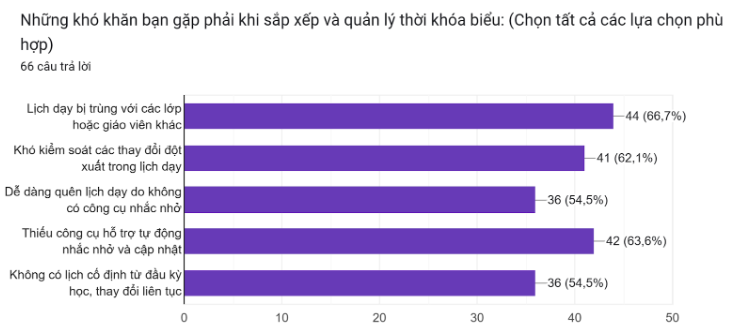 Những khó khăn bạn gặp phải khi sắp xếp và quản lý thời khóa biểu: (Chọn tất cả các lựa chọn phù
hợp)
66 câu trả lời
Lịch dạy bị trùng với các lớp
hoặc giáo viên khác
44 (66,7%)
Khó kiểm soát các thay đổi đột
xuất trong lịch dạy
41 (62,1%)
Dễ dàng quên lịch dạy do không
có công cụ nhắc nhở
36 (54,5%)
Thiếu công cụ hỗ trợ tự động
nhắc nhở và cập nhật
42 (63,6%)
Không có lịch cố định từ đầu kỳ
học, thay đổi liên tục
36 (54,5%)
0 10 20 30 40 50